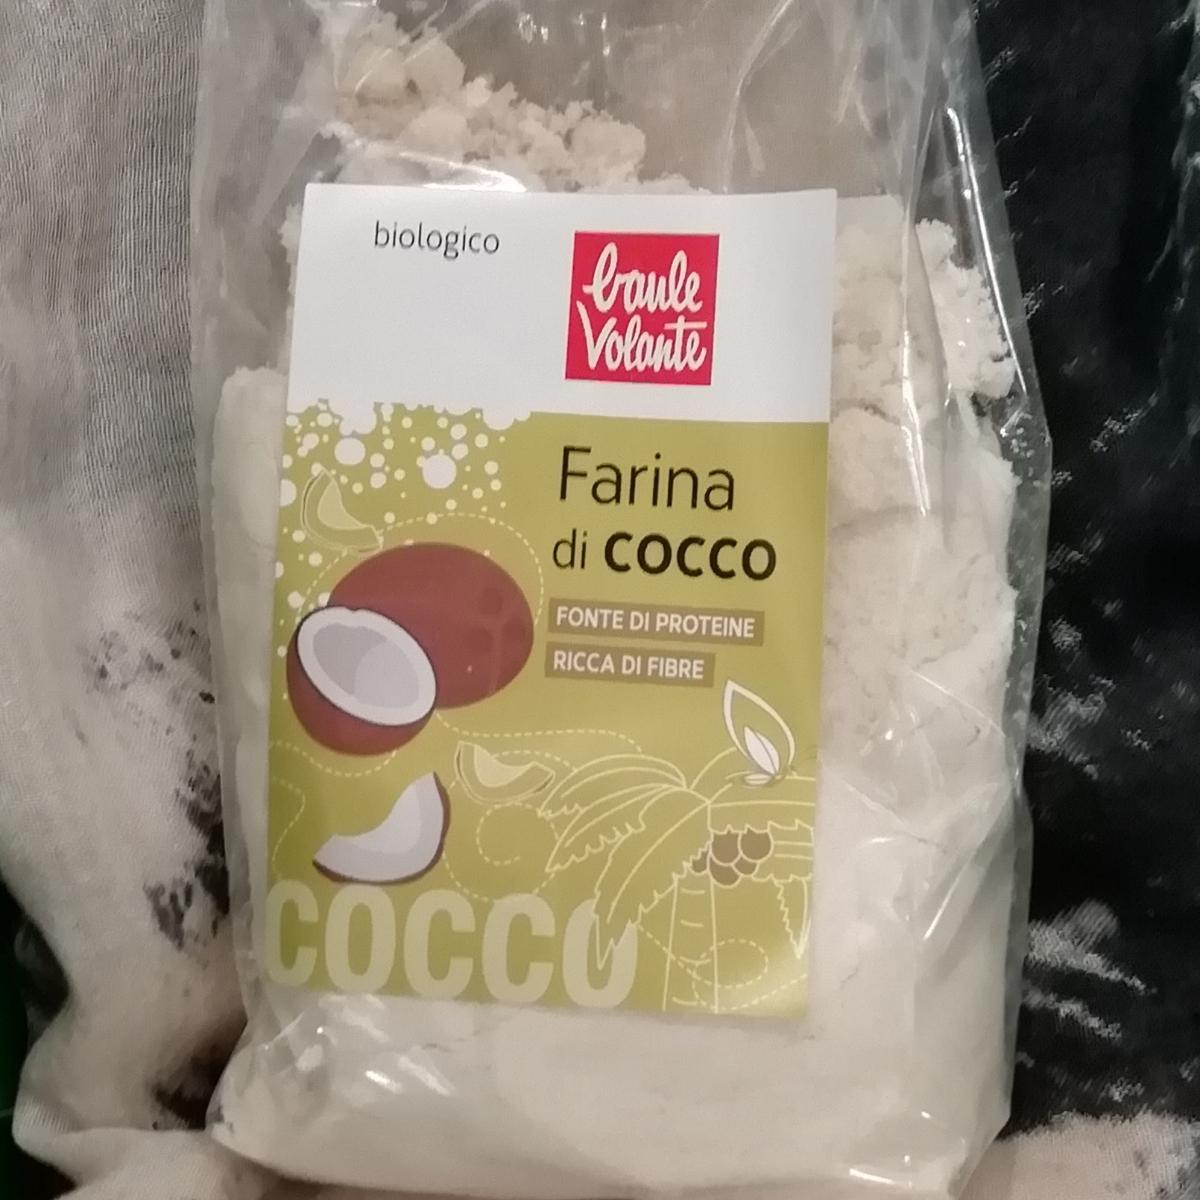 biologico
baule
volante
Farina
di cocco
FONTE DI PROTEINE
RICCA DI FIBRE
COCCO